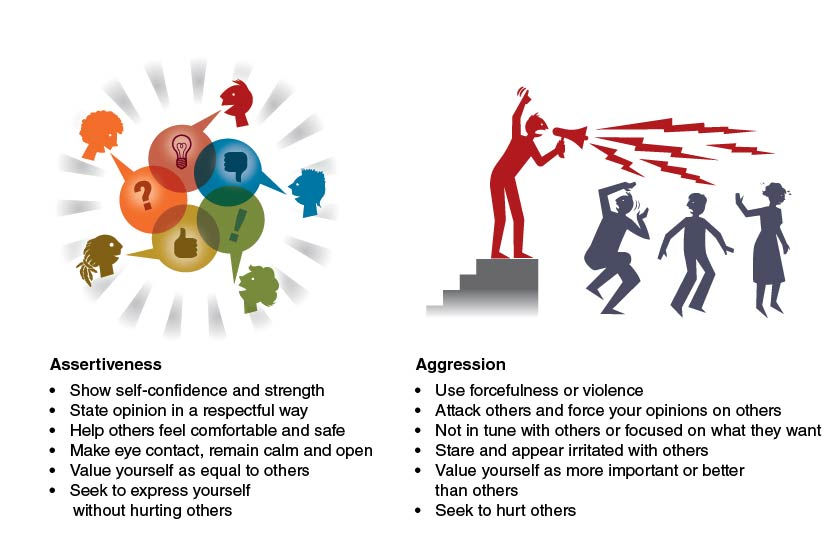 Assertiveness
• Show self-confidence and strength
• State opinion in a respectful way
• Help others feel comfortable and safe
• Make eye contact, remain calm and open
• Value yourself as equal to others
• Seek to express yourself
without hurting others
Aggression
• Use forcefulness or violence
• Attack others and force your opinions on others
• Not in tune with others or focused on what they want
• Stare and appear irritated with others
• Value yourself as more important or better
than others
• Seek to hurt others